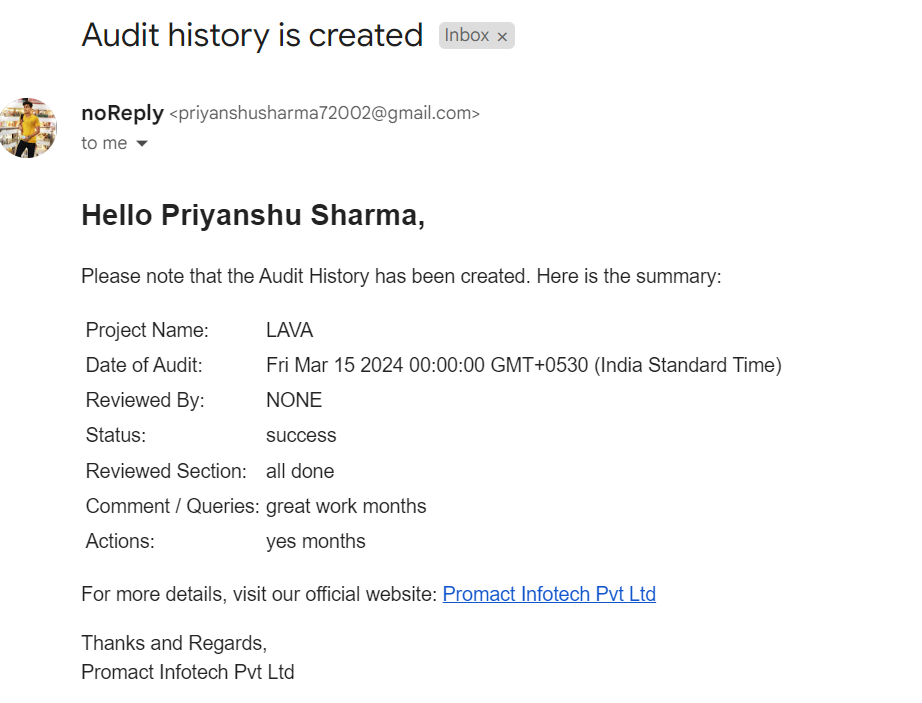 Audit history is created Inbox ×
noReply <priyanshusharma72002@gmail.com>
to me
Hello Priyanshu Sharma,
Please note that the Audit History has been created. Here is the summary:
Project Name: LAVA
Date of Audit: Fri Mar 15 2024 00:00:00 GMT+0530 (India Standard Time)
Reviewed By: NONE
Status: success
Reviewed Section: all done
Comment / Queries: great work months
Actions: yes months
For more details, visit our official website: Promact Infotech Pvt Ltd
Thanks and Regards,
Promact Infotech Pvt Ltd